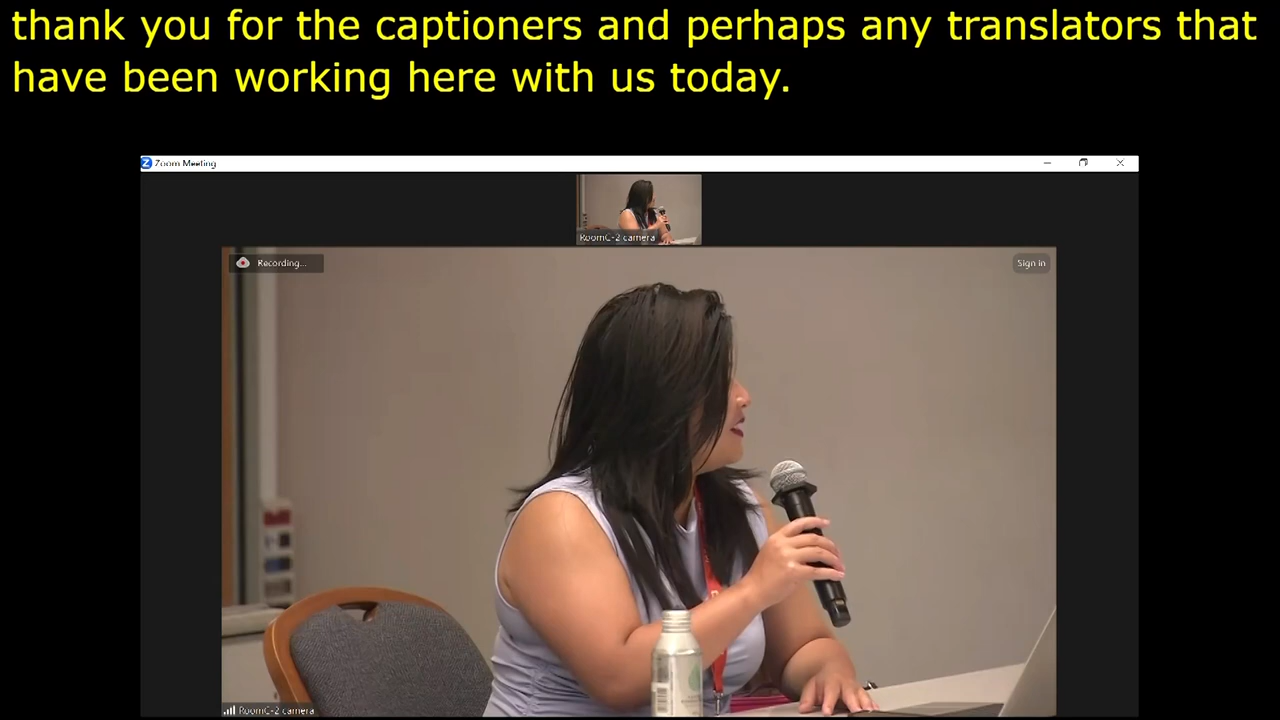 thank you for the captioners and perhaps any translators that
have been working here with us today.
Zoom Meeting
RoomC-2 camera
Recording...
Sign in
RoomC-2 camera